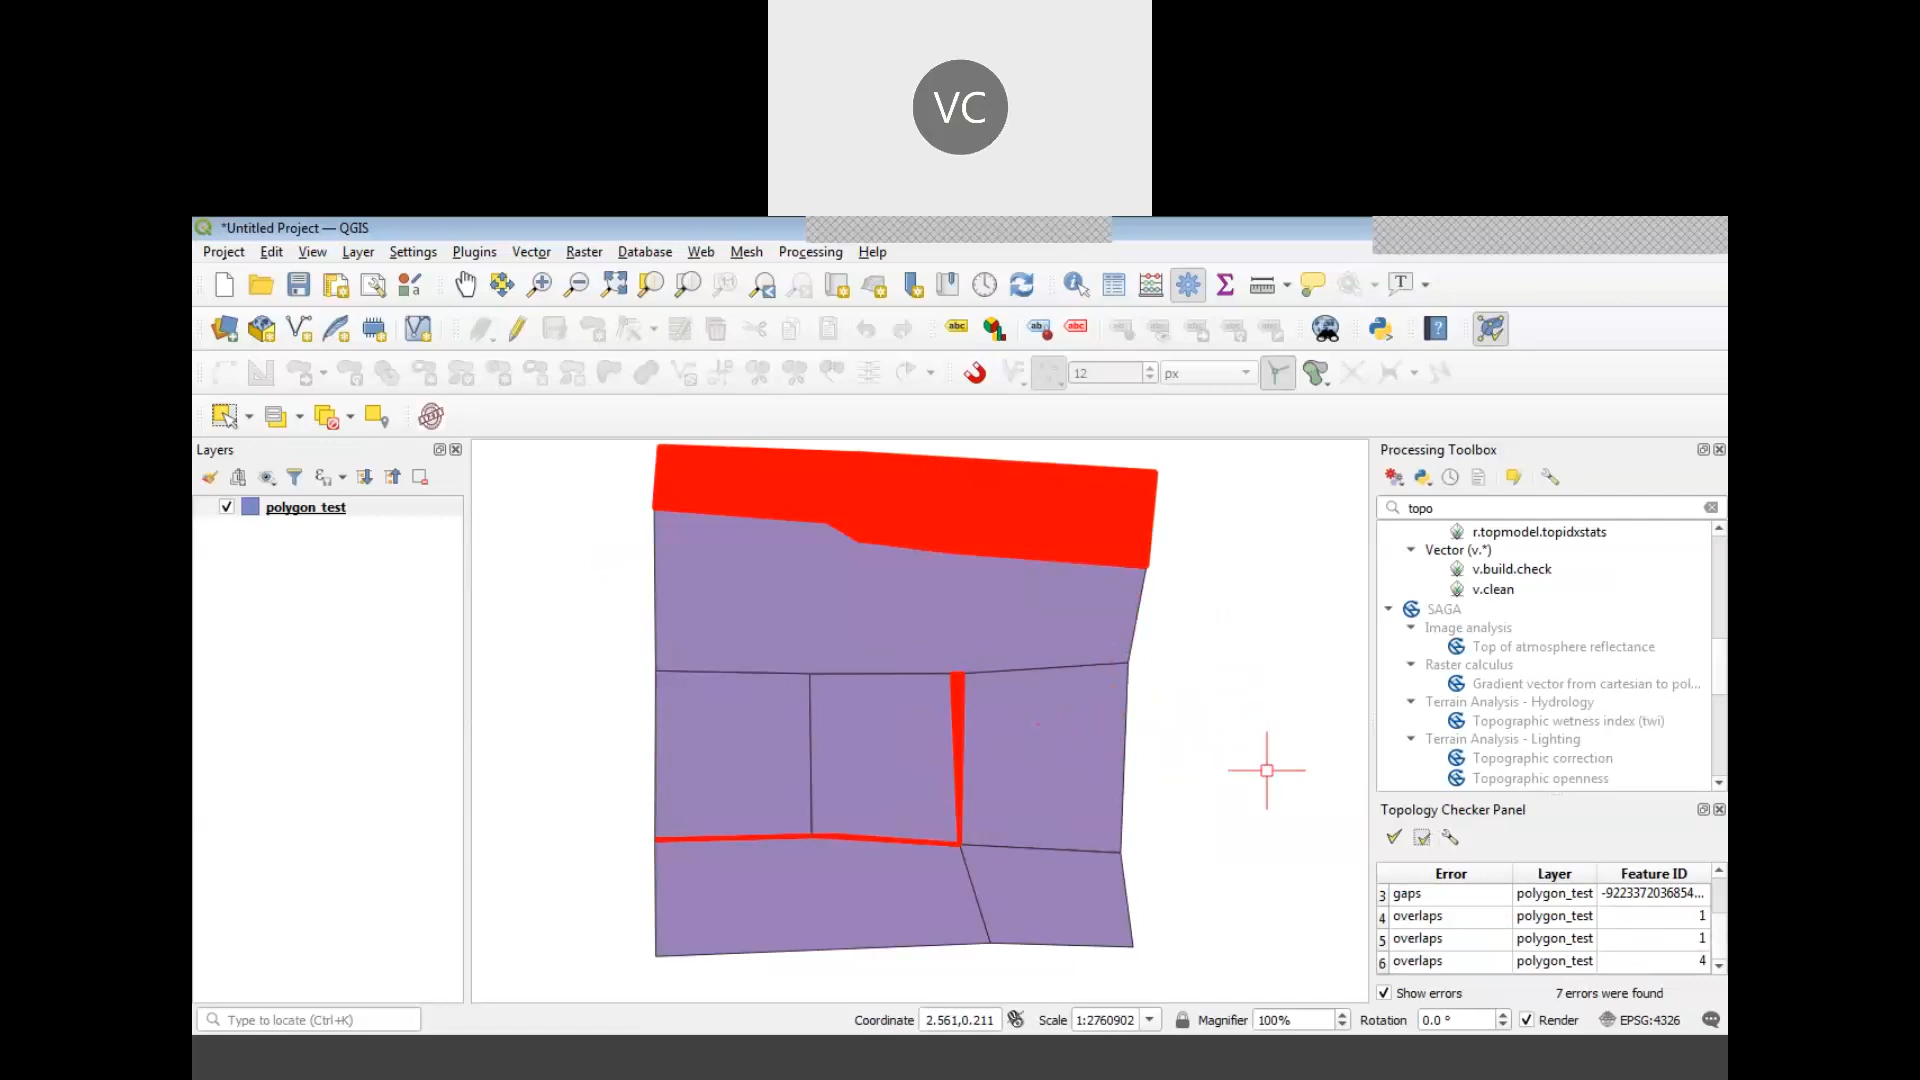 VC
*Untitled Project — QGIS
Project Edit View Layer Settings Plugins Vector Raster Database Web Mesh Processing Help
abc ab abc
12 px
Layers
polygon_test
Processing Toolbox
topo
r.topmodel.topidxstats
Vector (v.*)
v.build.check
v.clean
SAGA
Image analysis
Top of atmosphere reflectance
Raster calculus
Gradient vector from cartesian to pol...
Terrain Analysis - Hydrology
Topographic wetness index (twi)
Terrain Analysis - Lighting
Topographic correction
Topographic openness
Topology Checker Panel
Error Layer Feature ID
3 gaps polygon_test -9223372036854...
4 overlaps polygon_test 1
5 overlaps polygon_test 1
6 overlaps polygon_test 4
Show errors 7 errors were found
Type to locate (Ctrl+K) Coordinate 2.561,0.211 Scale 1:2760902 Magnifier 100% Rotation 0.0 ° Render EPSG:4326